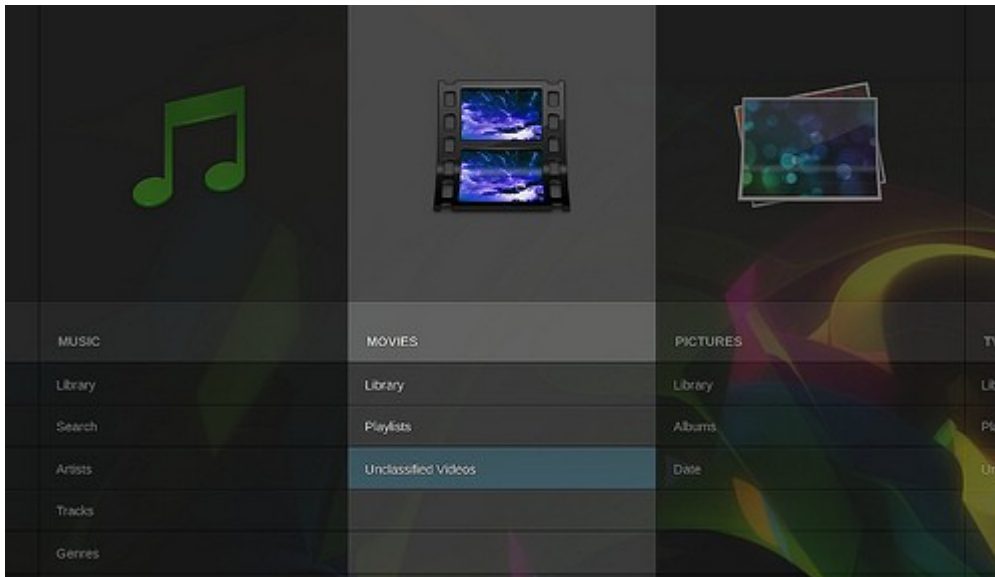 MUSIC
Library
Search
Artists
Tracks
Genres
MOVIES
Library
Playlists
Unclassified Videos
PICTURES
Library
Albums
Date